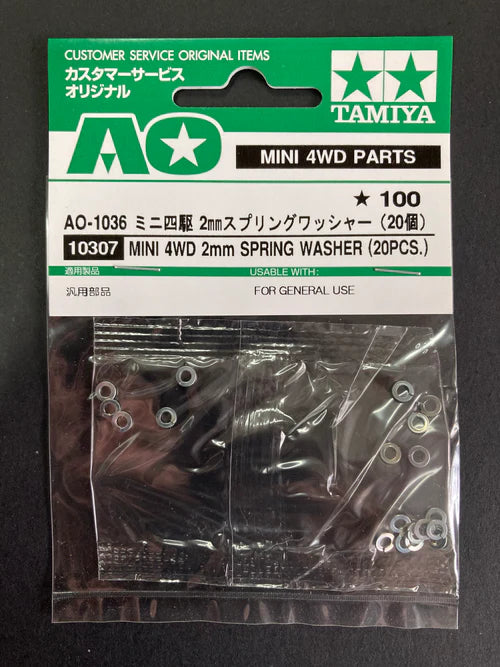 CUSTOMER SERVICE ORIGINAL ITEMS
カスタマーサービス
オリジナル
TAMIYA
AO
MINI 4WD PARTS
★ 100
AO-1036 ミニ四駆 2mmスプリングワッシャー (20個)
10307 MINI 4WD 2mm SPRING WASHER (20PCS.)
適用製品 USABLE WITH:
汎用部品 FOR GENERAL USE